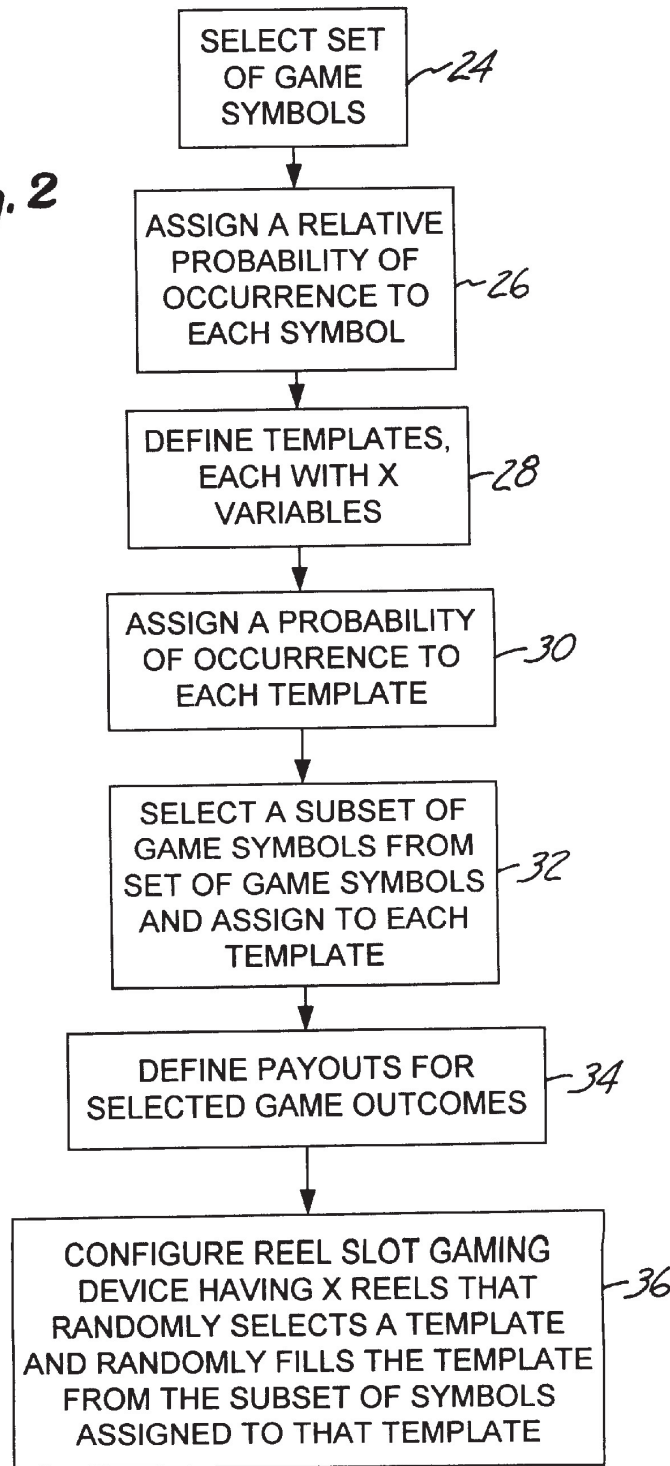 SELECT SET
OF GAME
SYMBOLS
24
. 2
ASSIGN A RELATIVE
PROBABILITY OF
OCCURRENCE TO
EACH SYMBOL
26
DEFINE TEMPLATES,
EACH WITH X
VARIABLES
28
ASSIGN A PROBABILITY
OF OCCURRENCE TO
EACH TEMPLATE
30
SELECT A SUBSET OF
GAME SYMBOLS FROM
SET OF GAME SYMBOLS
AND ASSIGN TO EACH
TEMPLATE
32
DEFINE PAYOUTS FOR
SELECTED GAME OUTCOMES
34
CONFIGURE REEL SLOT GAMING
DEVICE HAVING X REELS THAT
RANDOMLY SELECTS A TEMPLATE
AND RANDOMLY FILLS THE TEMPLATE
FROM THE SUBSET OF SYMBOLS
ASSIGNED TO THAT TEMPLATE
36